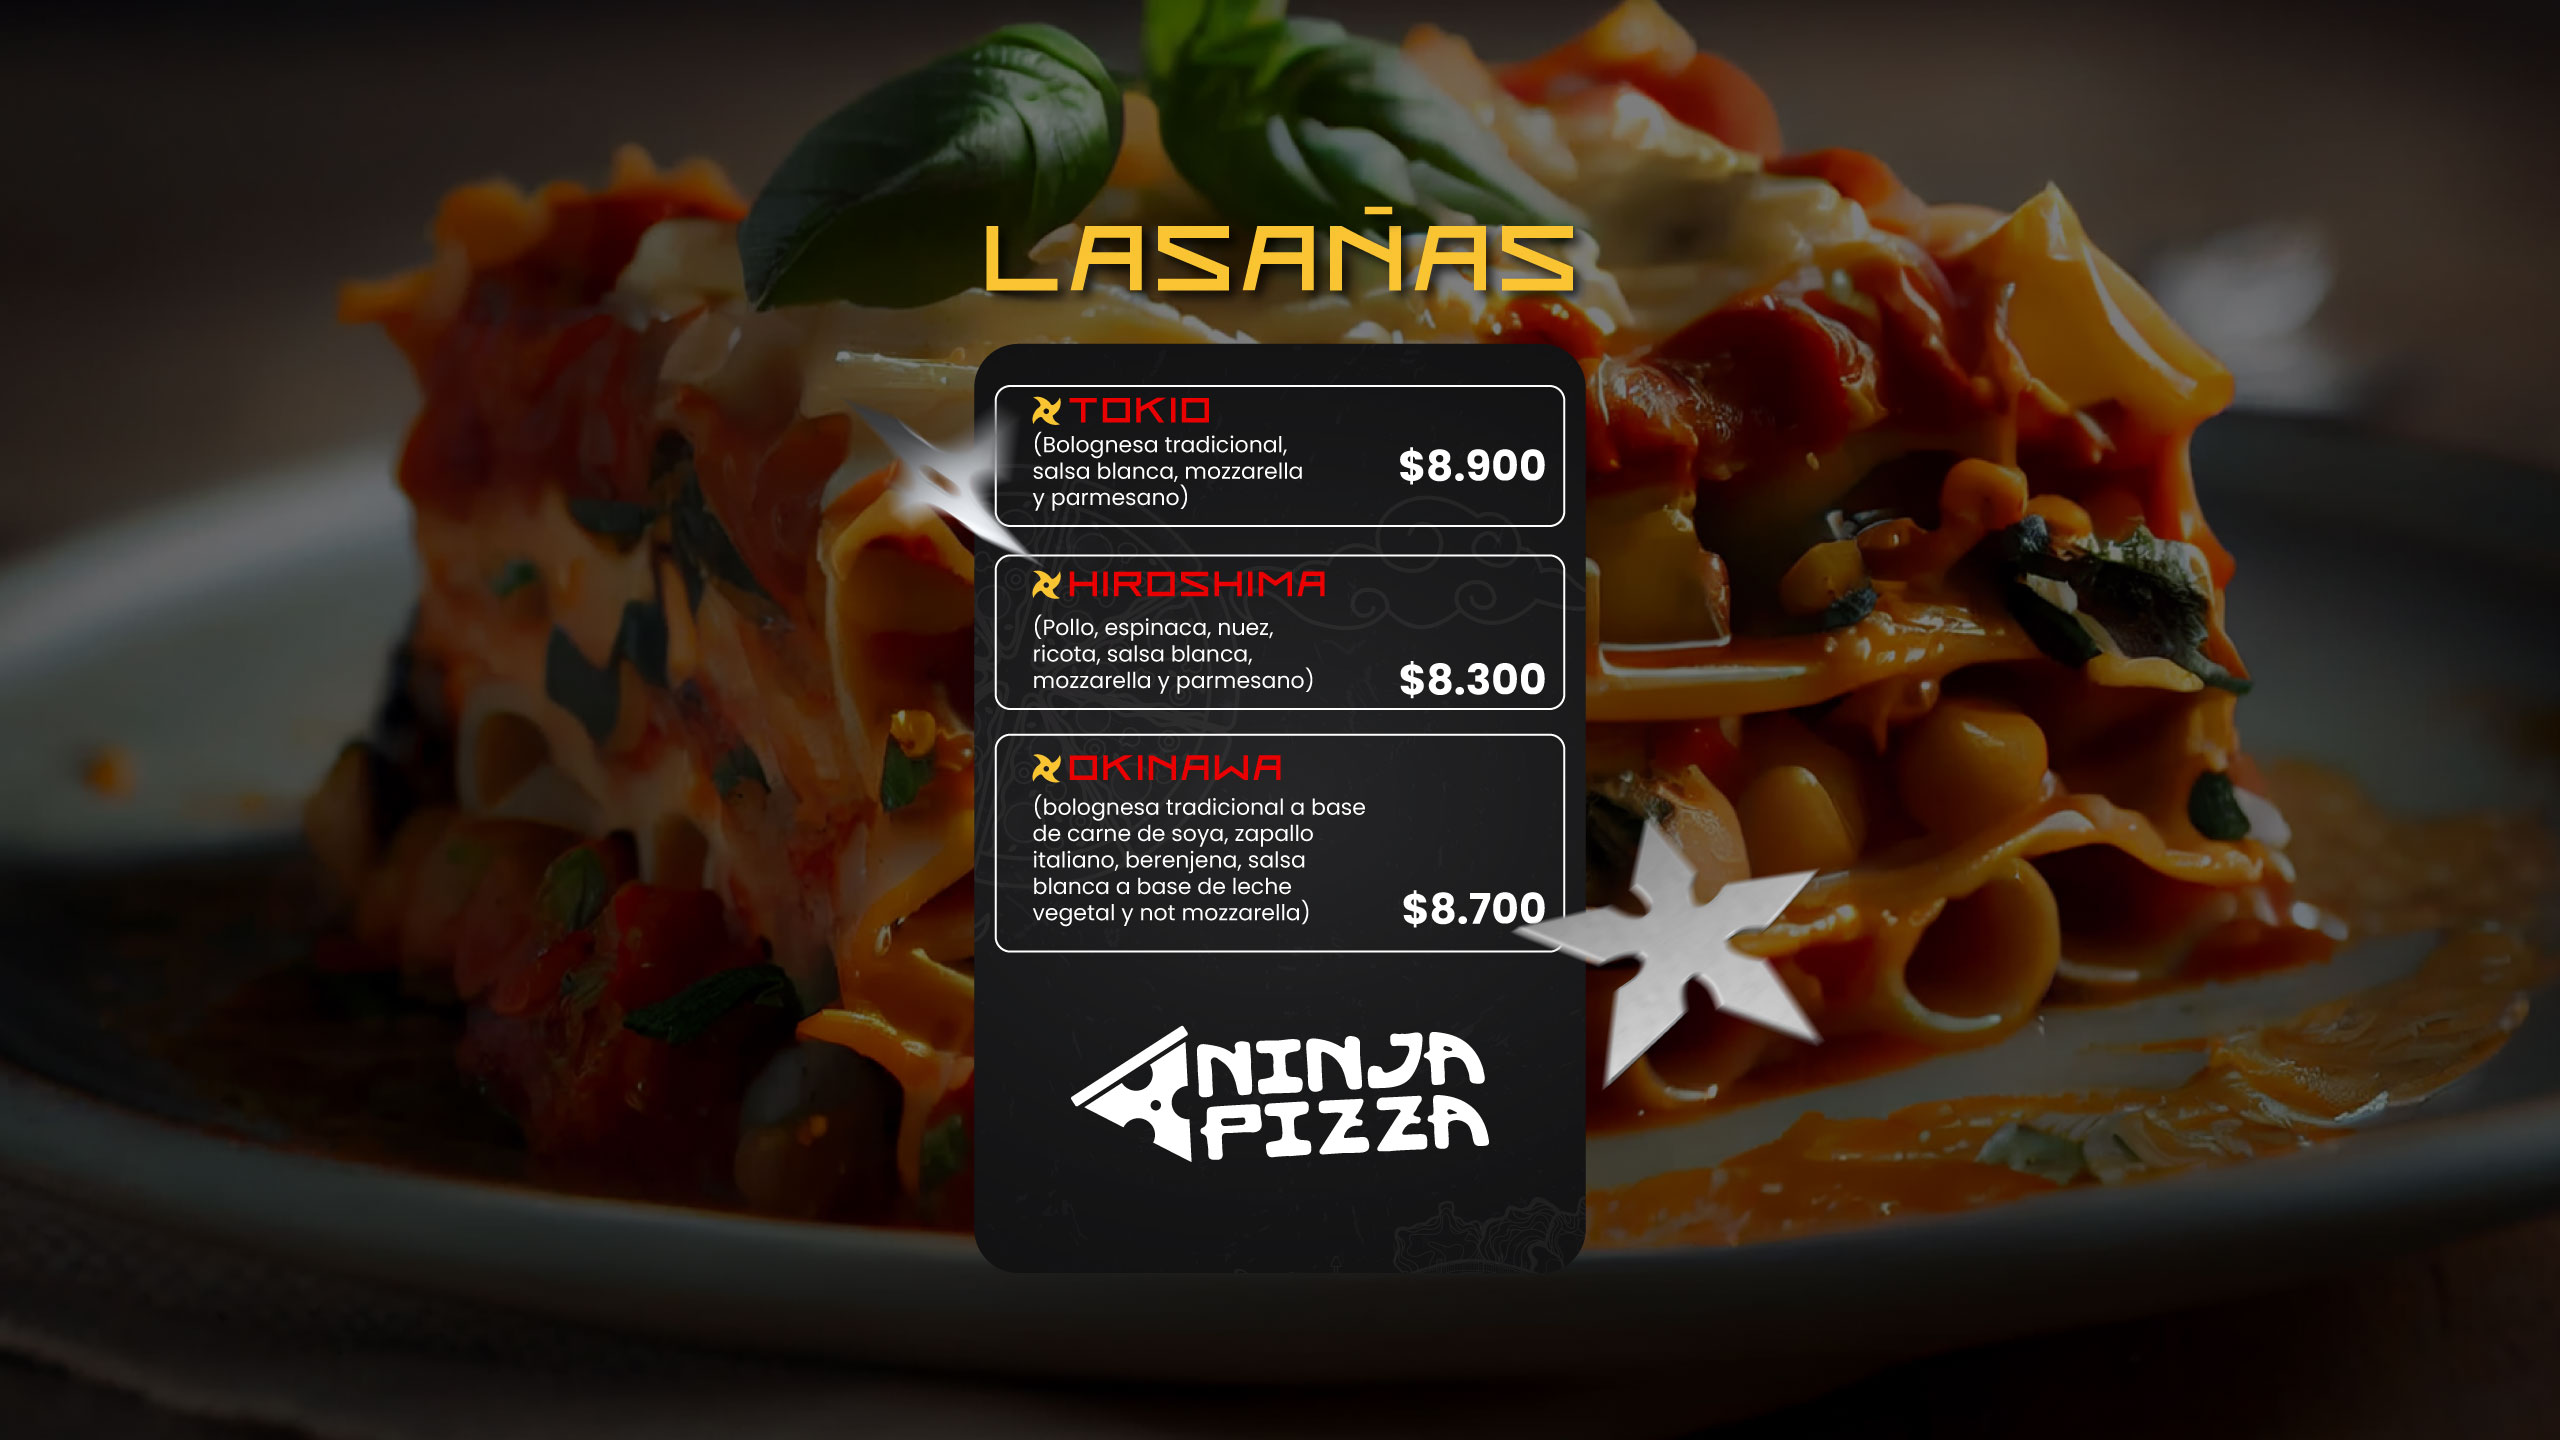 LASAÑAS
TOKIO
(Bolognesa tradicional,
salsa blanca, mozzarella
y parmesano)
$8.900
HIROSHIMA
(Pollo, espinaca, nuez,
ricota, salsa blanca,
mozzarella y parmesano)
$8.300
OKINAWA
(bolognesa tradicional a base
de carne de soya, zapallo
italiano, berenjena, salsa
blanca a base de leche
vegetal y not mozzarella)
$8.700
NINJA
PIZZA